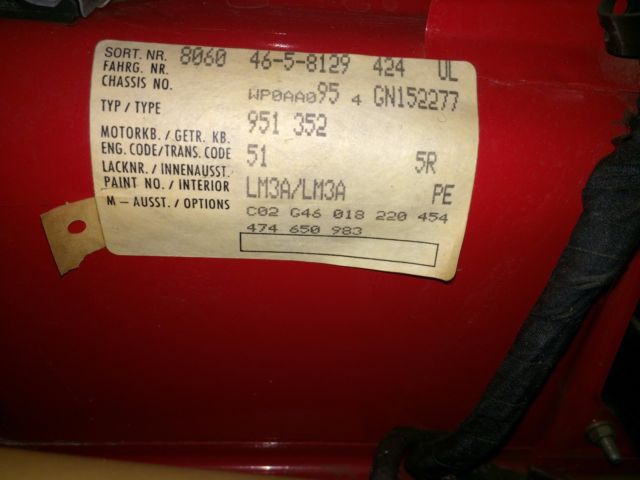 SORT. NR. 8060 46-5-8129 424 UL
FAHRG. NR.
CHASSIS NO. WP0AA095 4 GN152277
TYP / TYPE 951 352
MOTORKB. / GETR. KB.
ENG. CODE/TRANS. CODE 51 5R
LACKNR. / INNENAUSST.
PAINT NO. / INTERIOR LM3A/LM3A PE
M – AUSST. / OPTIONS C02 G46 018 220 454
474 650 983